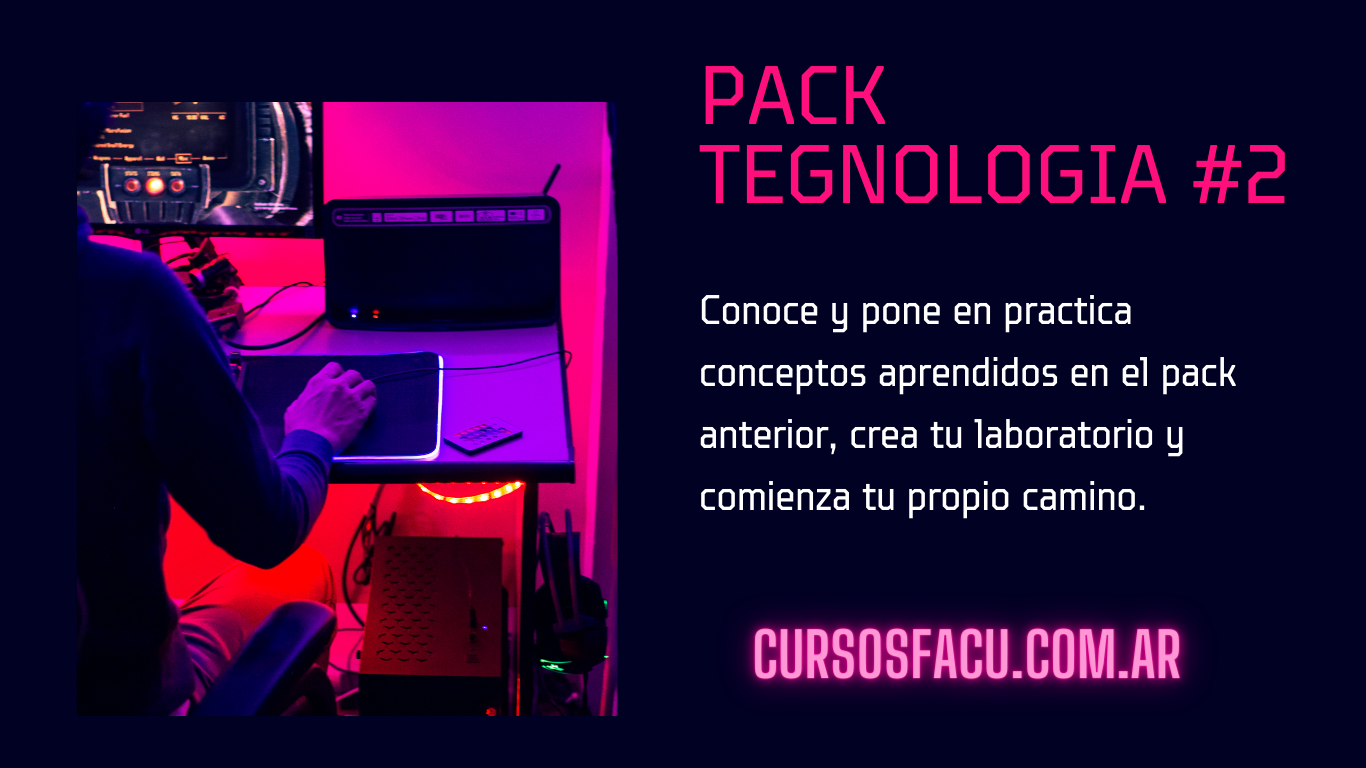 PACK
TEGNOLOGIA #2
Conoce y pone en practica
conceptos aprendidos en el pack
anterior, crea tu laboratorio y
comienza tu propio camino.
CURSOSFACU.COM.AR